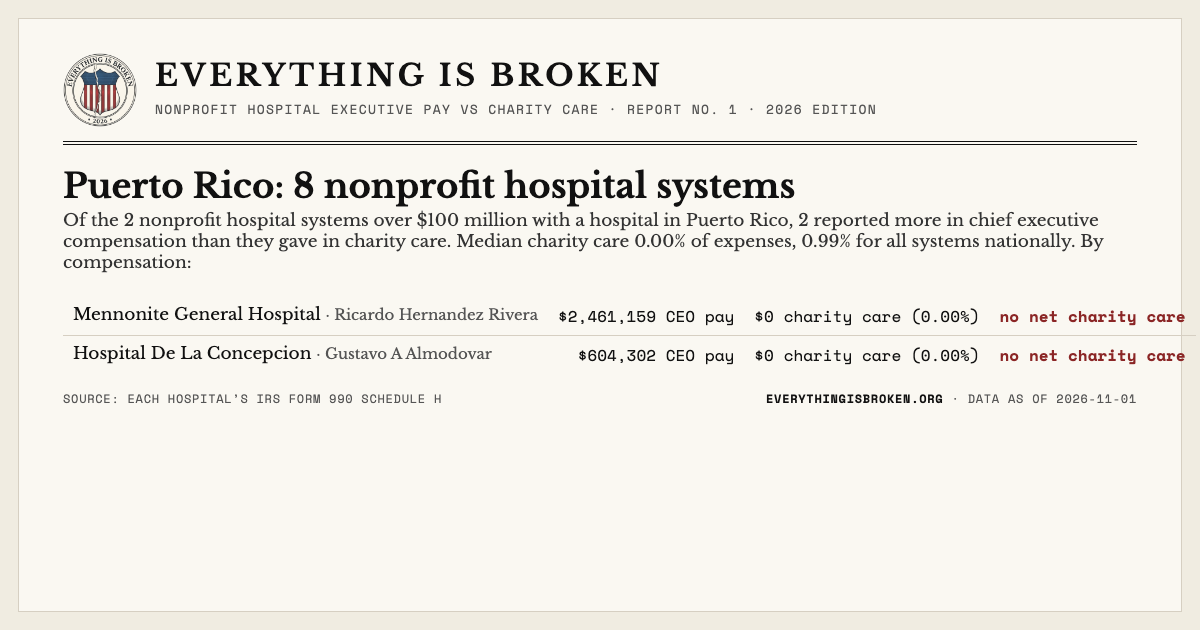 EVERYTHING IS BROKEN
· 2026 ·
EVERYTHING IS BROKEN
NONPROFIT HOSPITAL EXECUTIVE PAY VS CHARITY CARE · REPORT NO. 1 · 2026 EDITION
Puerto Rico: 8 nonprofit hospital systems
Of the 2 nonprofit hospital systems over $100 million with a hospital in Puerto Rico, 2 reported more in chief executive
compensation than they gave in charity care. Median charity care 0.00% of expenses, 0.99% for all systems nationally. By
compensation:
Mennonite General Hospital · Ricardo Hernandez Rivera $2,461,159 CEO pay $0 charity care (0.00%) no net charity care
Hospital De La Concepcion · Gustavo A Almodovar $604,302 CEO pay $0 charity care (0.00%) no net charity care
SOURCE: EACH HOSPITAL'S IRS FORM 990 SCHEDULE H EVERYTHINGISBROKEN.ORG · DATA AS OF 2026-11-01